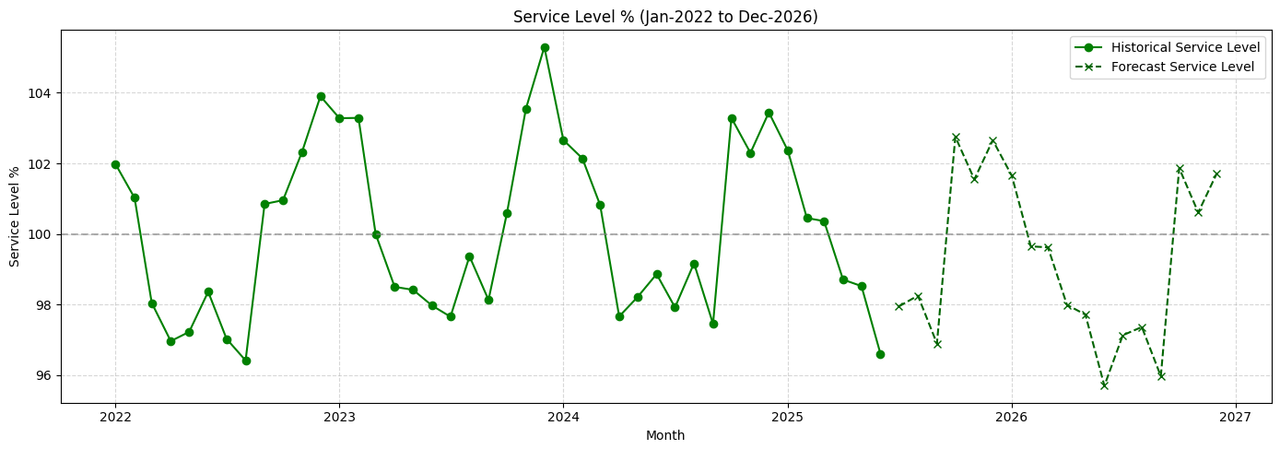 Service Level % (Jan-2022 to Dec-2026)
Historical Service Level
Forecast Service Level
Service Level %
104
102
100
98
96
2022 2023 2024 2025 2026 2027
Month